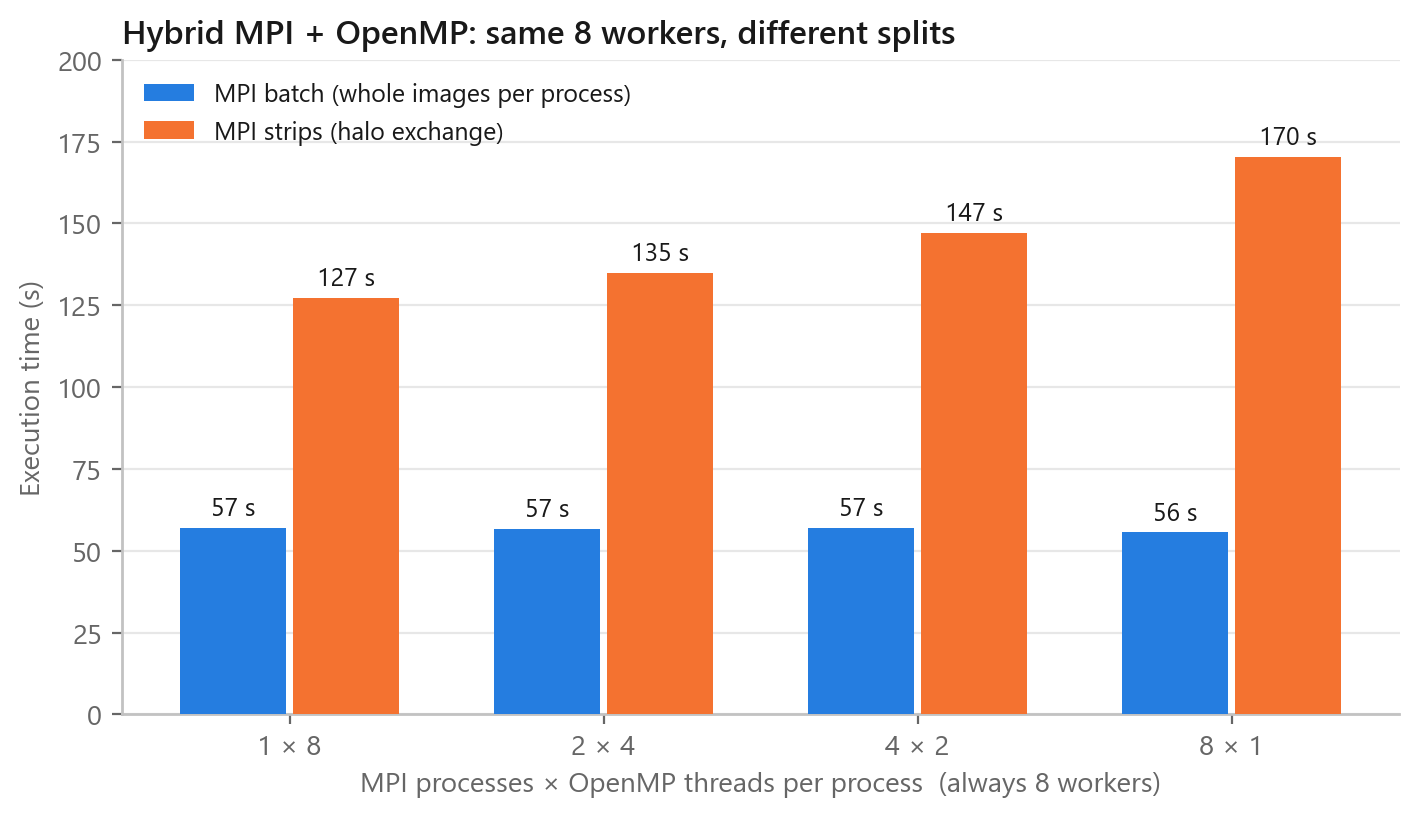 Hybrid MPI + OpenMP: same 8 workers, different splits
MPI batch (whole images per process)
MPI strips (halo exchange)
Execution time (s)
200
175
150
125
100
75
50
25
0
57 s
127 s
57 s
135 s
57 s
147 s
56 s
170 s
1 × 8
2 × 4
4 × 2
8 × 1
MPI processes × OpenMP threads per process (always 8 workers)